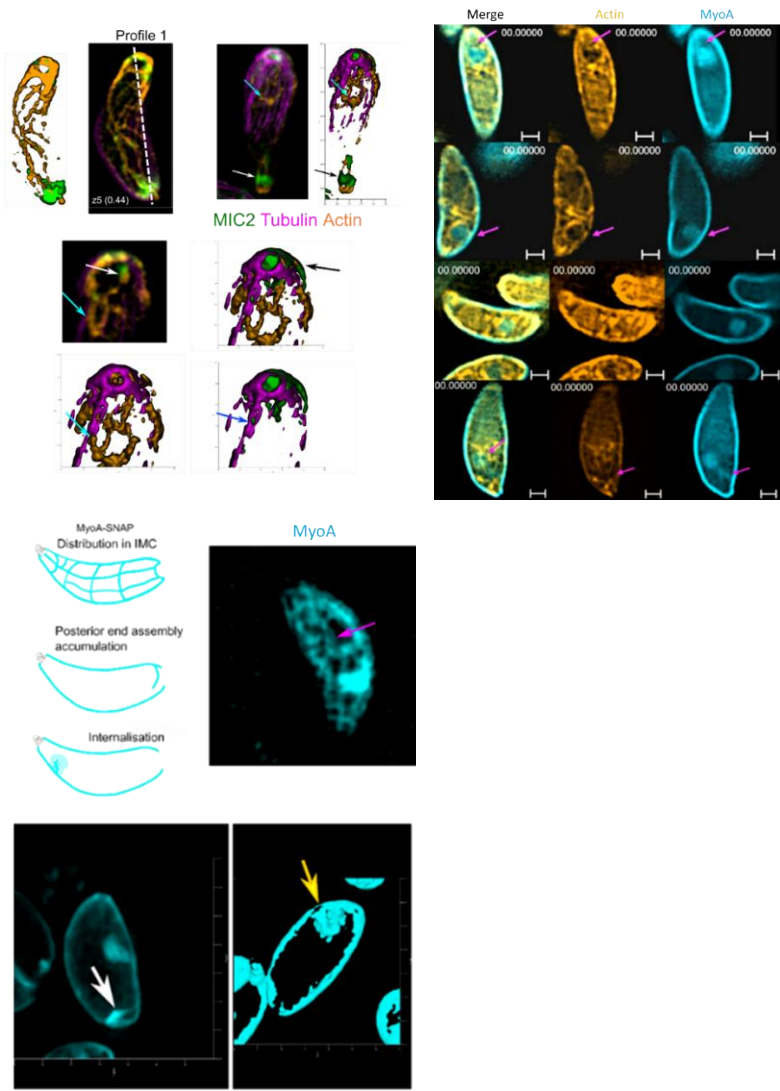 Profile 1
z5 (0.44)
MIC2 Tubulin Actin
Merge Actin MyoA
00.00000 00.00000 00.00000
00.00000 00.00000 00.00000
00.00000 00.00000 00.00000
00.00000 00.00000 00.00000
MyoA-SNAP
Distribution in IMC
Posterior end assembly
accumulation
Internalisation
MyoA